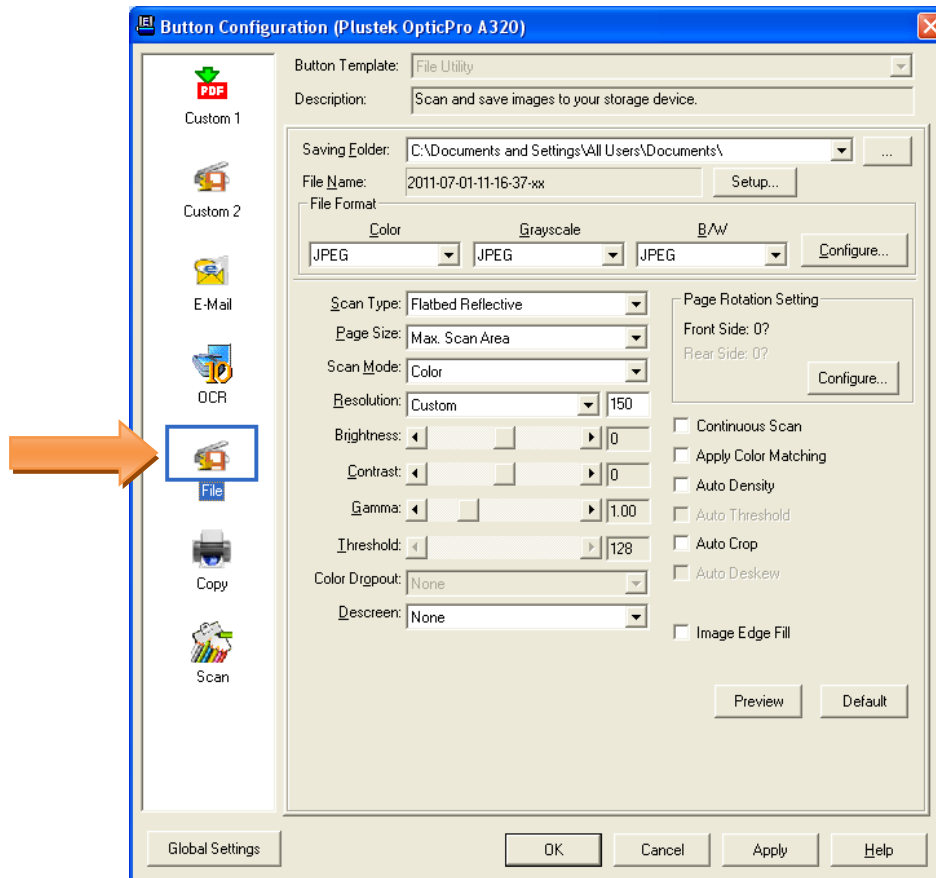 Button Configuration (Plustek OpticPro A320)
PDF
Custom 1
Custom 2
E-Mail
OCR
File
Copy
Scan
Button Template: File Utility
Description: Scan and save images to your storage device.
Saving Folder: C:\Documents and Settings\All Users\Documents\ ...
File Name: 2011-07-01-11-16-37-xx Setup...
File Format
Color Grayscale B/W
JPEG JPEG JPEG Configure...
Scan Type: Flatbed Reflective
Page Size: Max. Scan Area
Scan Mode: Color
Resolution: Custom 150
Brightness: 0
Contrast: 0
Gamma: 1.00
Threshold: 128
Color Dropout: None
Descreen: None
Page Rotation Setting
Front Side: 0?
Rear Side: 0?
Configure...
Continuous Scan
Apply Color Matching
Auto Density
Auto Threshold
Auto Crop
Auto Deskew
Image Edge Fill
Preview Default
Global Settings OK Cancel Apply Help